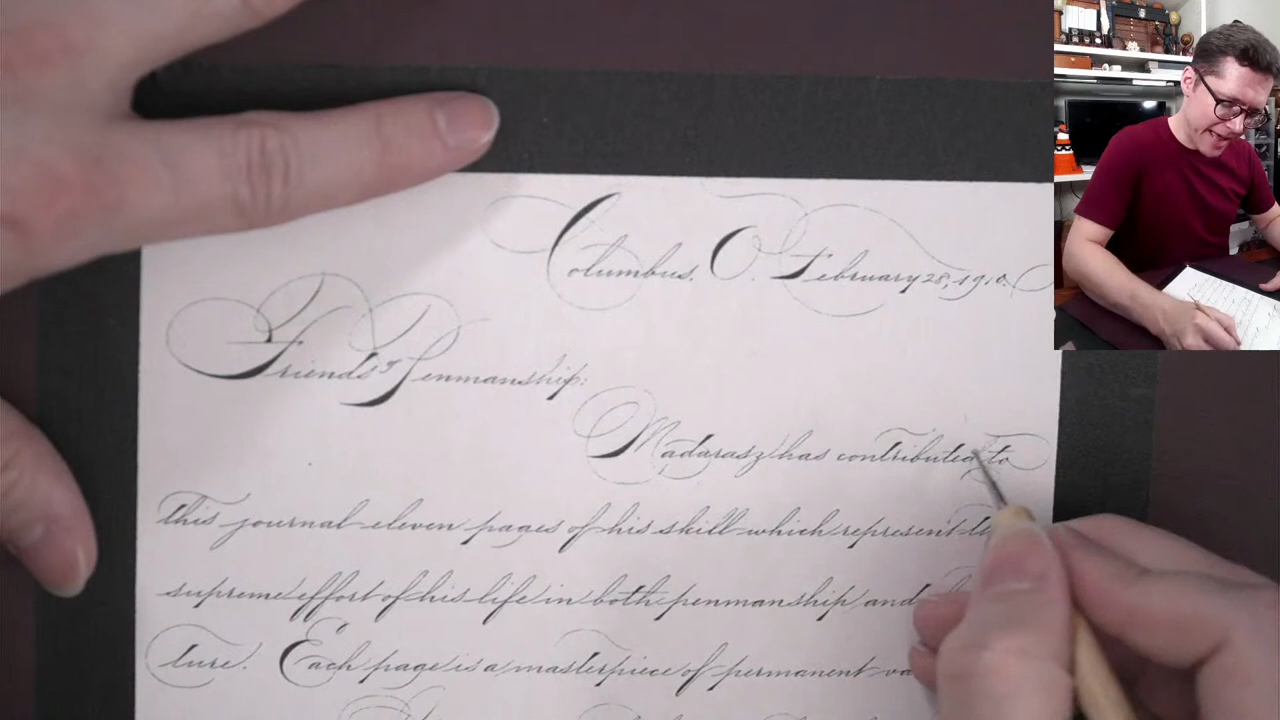 Columbus, O. February 28, 1910.
Friends of Penmanship:
Madarasz has contributed to
this journal eleven pages of his skill which represent
supreme effort of his life in both penmanship and
ture. Each page is a masterpiece of permanent